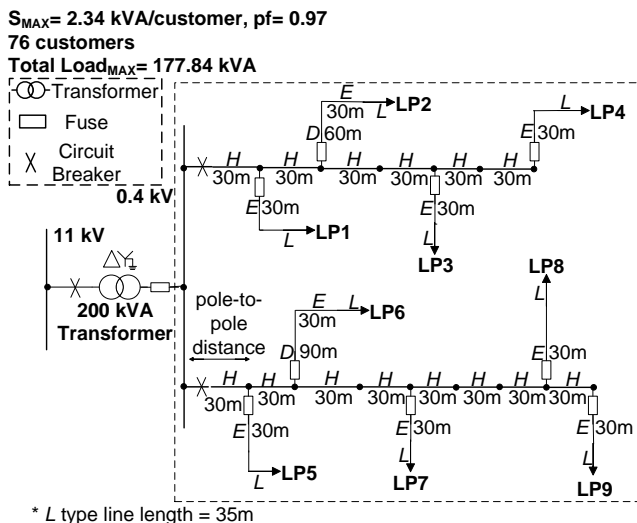 S_MAX= 2.34 kVA/customer, pf= 0.97
76 customers
Total Load_MAX= 177.84 kVA
Transformer
Fuse
Circuit
Breaker
0.4 kV
11 kV
200 kVA
Transformer
pole-to-
pole
distance
E
30m
L
LP2
D 60m
L
LP4
E 30m
H H H H H H
30m 30m 30m 30m 30m 30m
E 30m
L
LP1
E 30m
L
LP3
LP8
L
E
30m
L
LP6
D 90m
E 30m
H H H H H H H H
30m 30m 30m 30m 30m 30m 30m 30m
E 30m
L
LP5
E 30m
L
LP7
E 30m
L
LP9
* L type line length = 35m